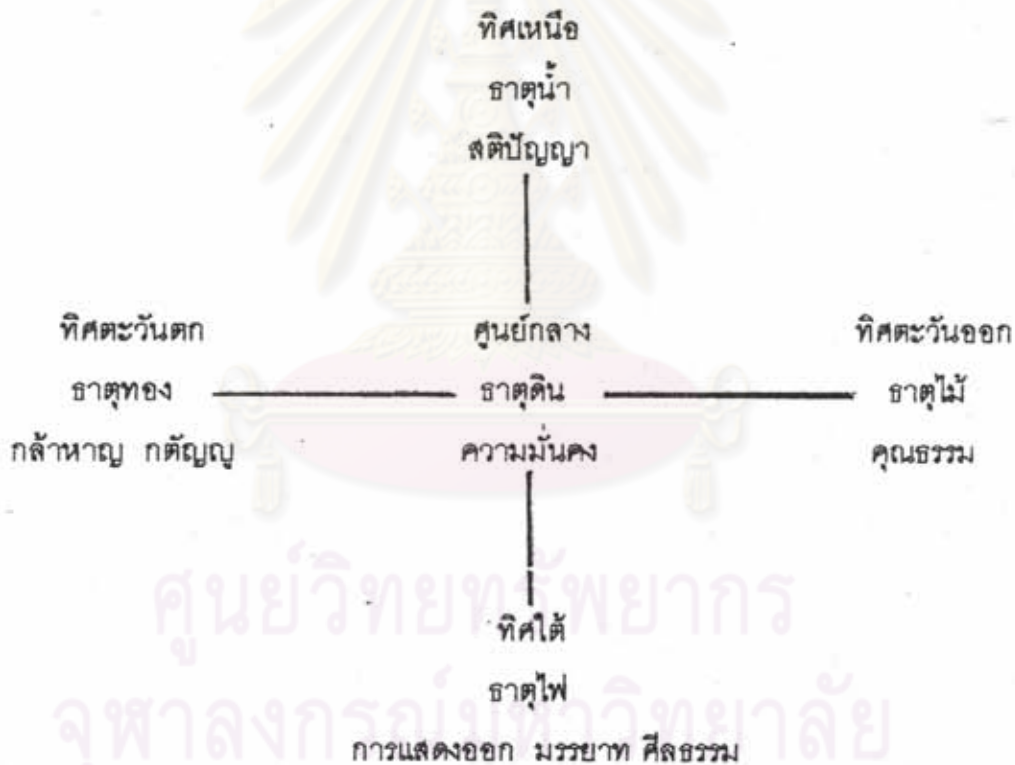 ทิศเหนือ
ธาตุน้ำ
สติปัญญา
ทิศตะวันตก ศูนย์กลาง ทิศตะวันออก
ธาตุทอง ธาตุดิน ธาตุไม้
กล้าหาญ กตัญญู ความมั่นคง คุณธรรม
ศูนย์วิทยทรัพยากร
ทิศใต้
ธาตุไฟ
จุฬาลงกรณ์มหาวิทยาลัย
การแสดงออก มรรยาท ศีลธรรม